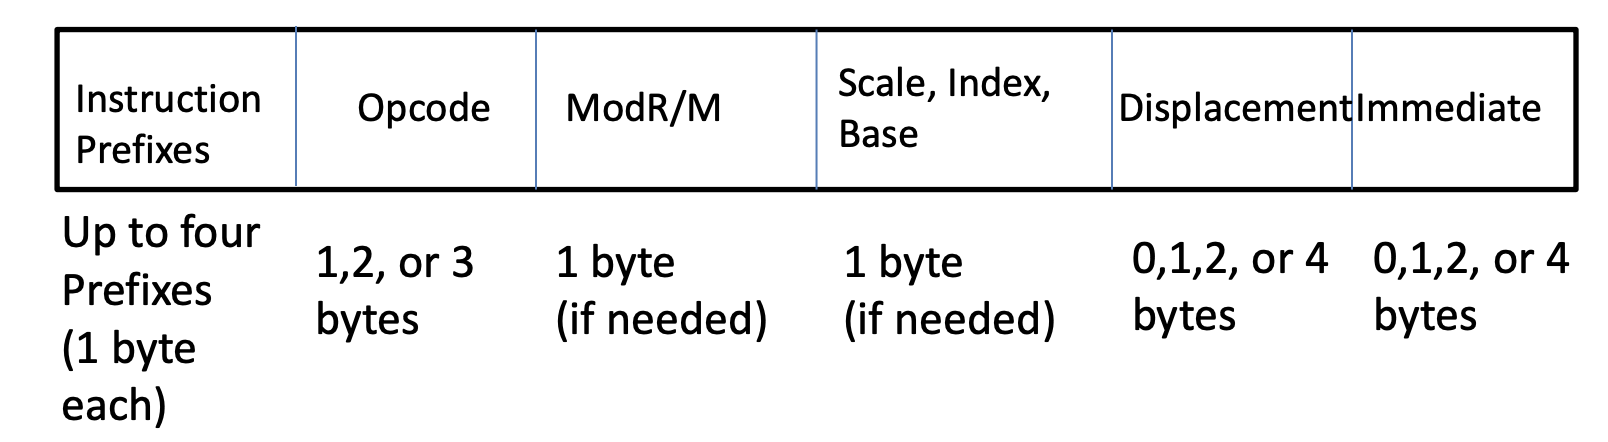 Instruction
Prefixes
Opcode
ModR/M
Scale, Index,
Base
Displacement
Immediate
Up to four
Prefixes
(1 byte
each)
1,2, or 3
bytes
1 byte
(if needed)
1 byte
(if needed)
0,1,2, or 4
bytes
0,1,2, or 4
bytes